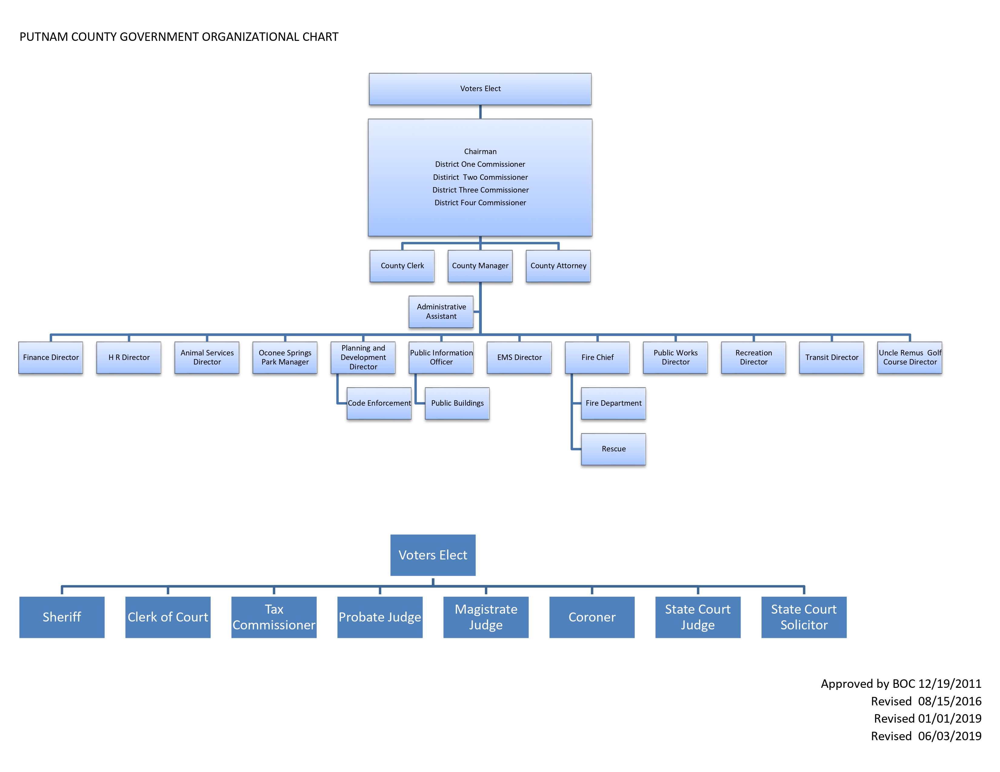 PUTNAM COUNTY GOVERNMENT ORGANIZATIONAL CHART
Voters Elect
Chairman
District One Commissioner
Distirict  Two Commissioner
District Three Commissioner
District Four Commissioner
County Clerk
County Manager
County Attorney
Administrative
Assistant
Finance Director
H R Director
Animal Services
Director
Oconee Springs
Park Manager
Planning and
Development
Director
Public Information
Officer
EMS Director
Fire Chief
Public Works
Director
Recreation
Director
Transit Director
Uncle Remus  Golf
Course Director
Code Enforcement
Public Buildings
Fire Department
Rescue
Voters Elect
Sheriff
Clerk of Court
Tax
Commissioner
Probate Judge
Magistrate
Judge
Coroner
State Court
Judge
State Court
Solicitor
Approved by BOC 12/19/2011
Revised  08/15/2016
Revised 01/01/2019
Revised  06/03/2019